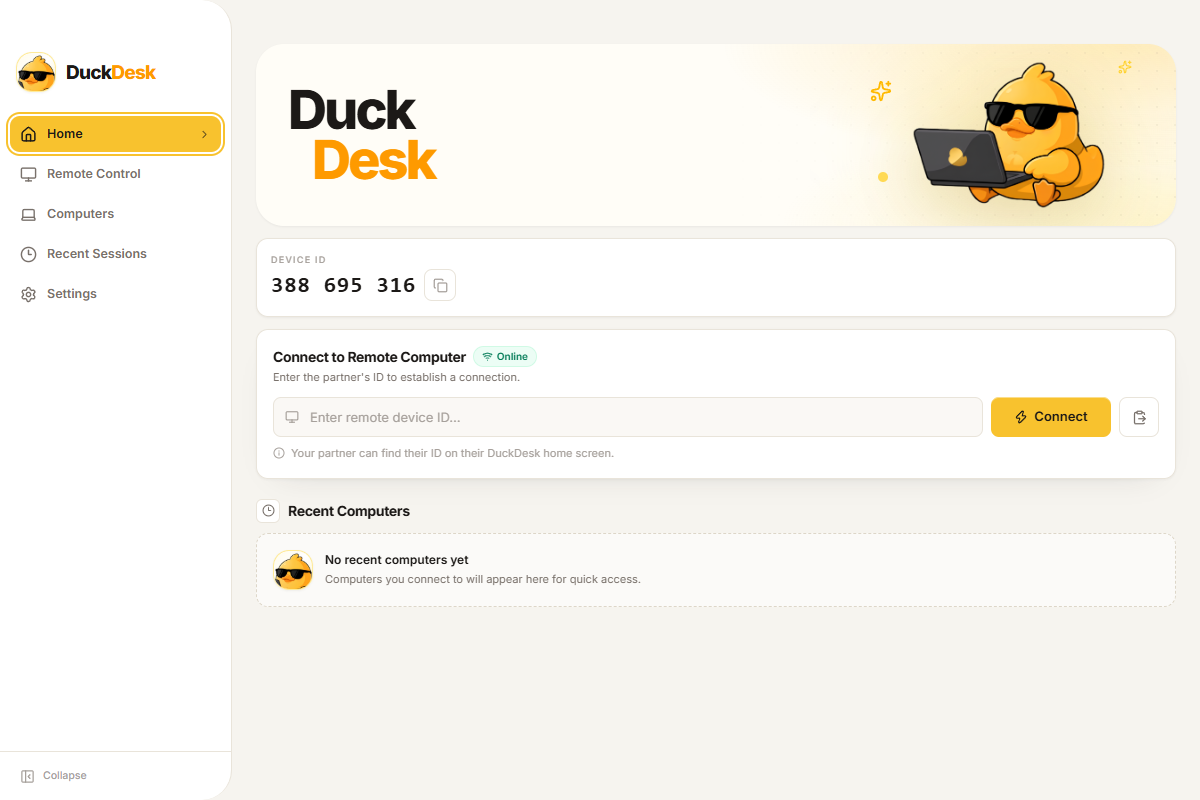 DuckDesk
Home
Remote Control
Computers
Recent Sessions
Settings
Collapse
Duck
Desk
DEVICE ID
388 695 316
Connect to Remote Computer
Online
Enter the partner's ID to establish a connection.
Enter remote device ID...
Connect
Your partner can find their ID on their DuckDesk home screen.
Recent Computers
No recent computers yet
Computers you connect to will appear here for quick access.